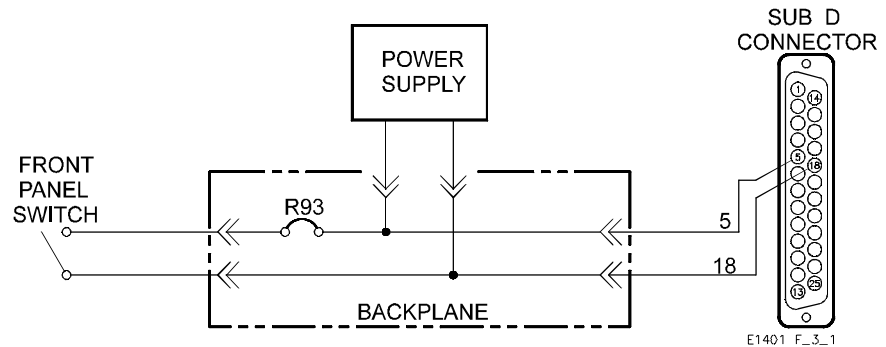 SUB D
CONNECTOR
POWER
SUPPLY
1
14
5
18
FRONT
PANEL
SWITCH
R93
5
18
BACKPLANE
13
25
E1401 F_3_1